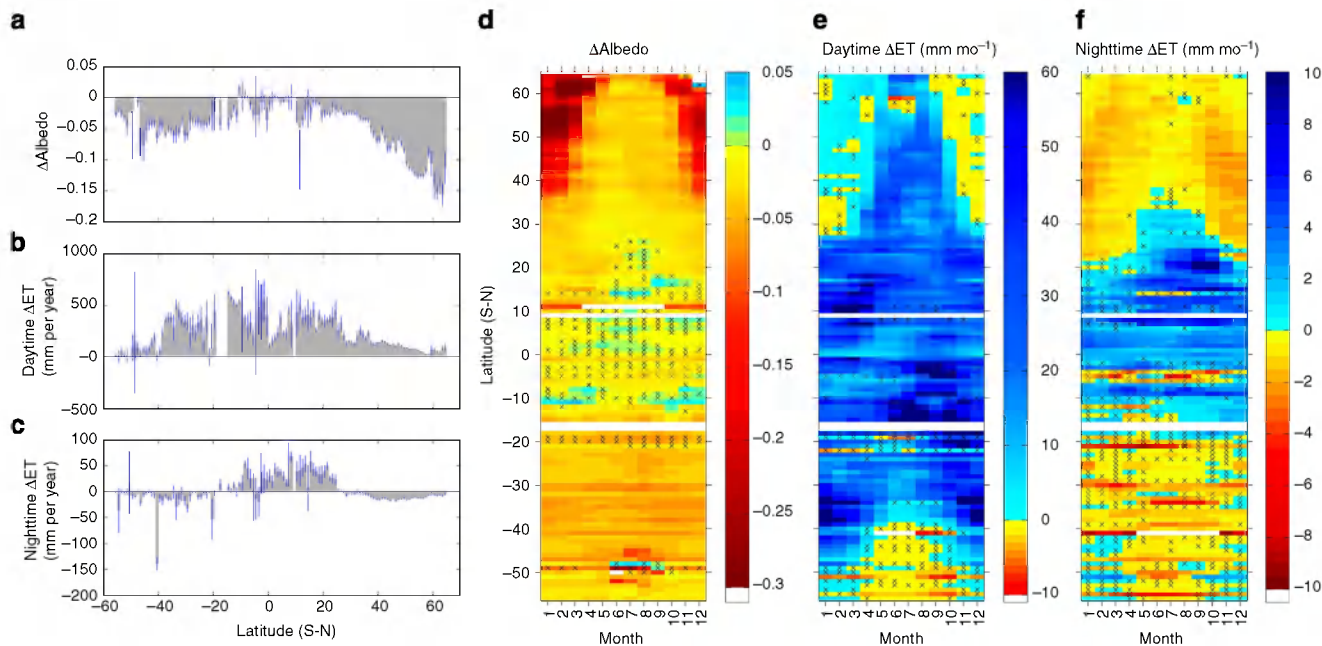 a
0.05
0
−0.05
−0.1
−0.15
−0.2
ΔAlbedo
b
1000
500
−0
−500
Daytime ΔET
(mm per year)
c
100
50
0
−50
−100
−150
−200
Nighttime ΔET
(mm per year)
−60 −40 −20 0 20 40 60
Latitude (S-N)
d
ΔAlbedo
60
50
40
30
20
10
0
−10
−20
−30
−40
−50
Latitude (S-N)
1 2 3 4 5 6 7 8 9 10 11 12
Month
0.05
0
−0.05
−0.1
−0.15
−0.2
−0.25
−0.3
e
Daytime ΔET (mm mo−1)
1 2 3 4 5 6 7 8 9 10 11 12
Month
60
50
40
30
20
10
0
−10
f
Nighttime ΔET (mm mo−1)
1 2 3 4 5 6 7 8 9 10 11 12
Month
10
8
6
4
2
0
−2
−4
−6
−8
−10